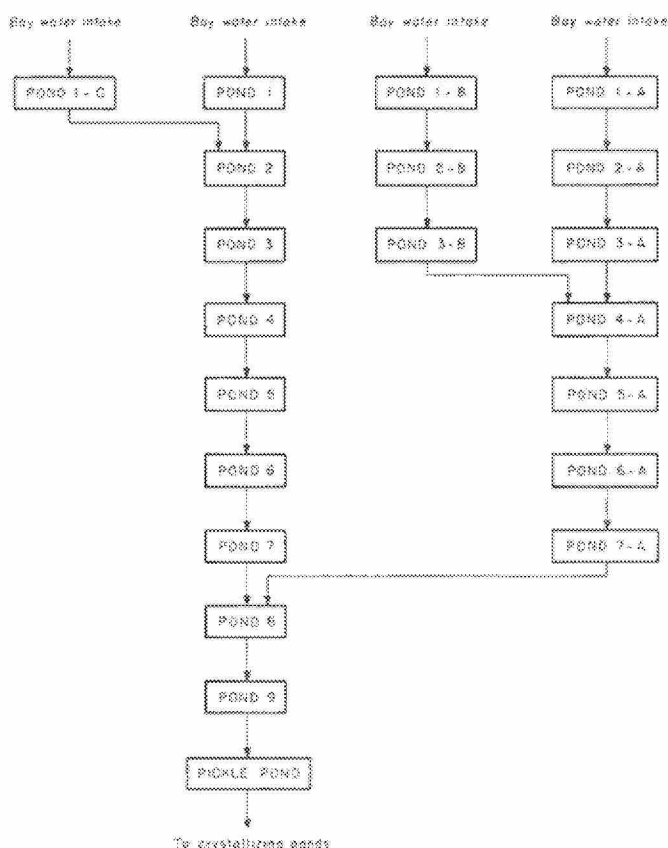 Bay water intake Bay water intake Bay water intake Bay water intake
POND 1-C POND 1 POND 1-B POND 1-A
POND 2 POND 2-B POND 2-A
POND 3 POND 3-B POND 3-A
POND 4 POND 4-A
POND 5 POND 5-A
POND 6 POND 6-A
POND 7 POND 7-A
POND 8
POND 9
PICKLE POND
To crystallizing ponds